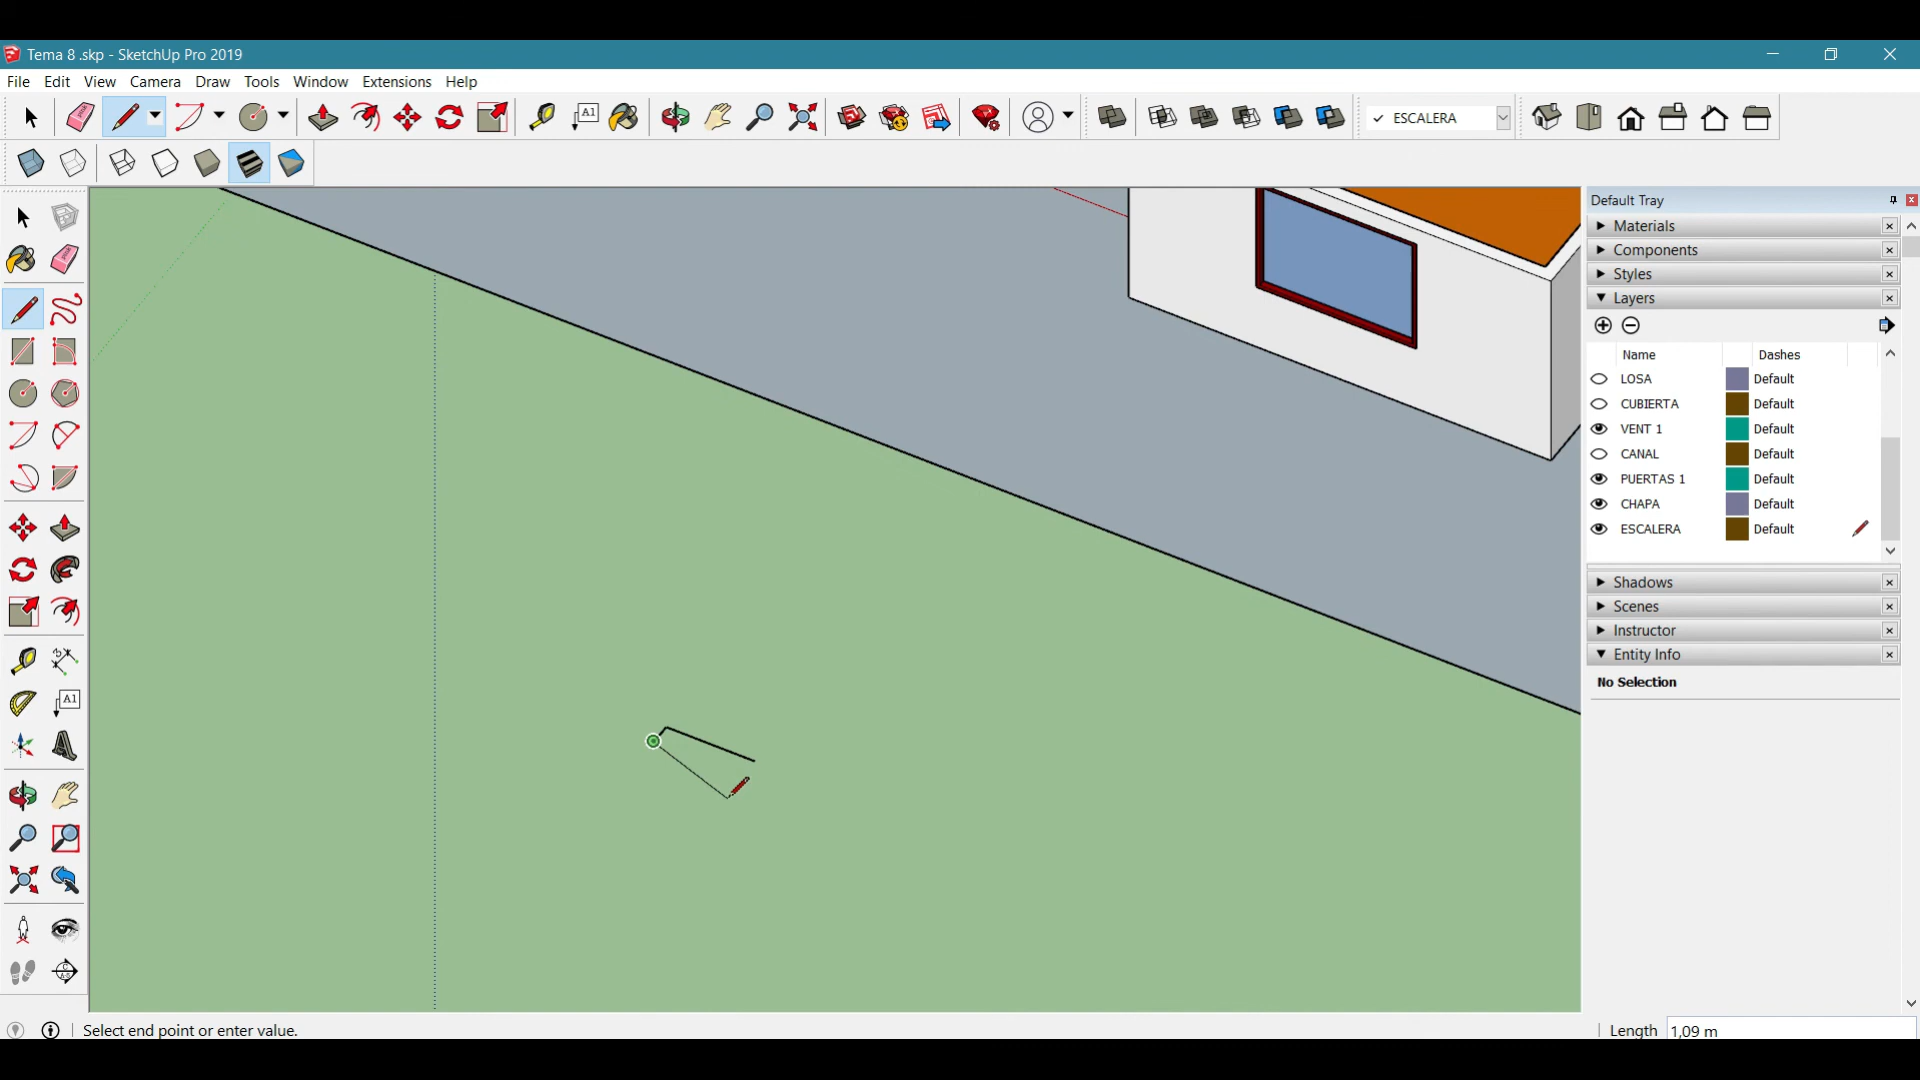 Tema 8 .skp - SketchUp Pro 2019
File Edit View Camera Draw Tools Window Extensions Help
A1
✓ ESCALERA
Default Tray
Materials
Components
Styles
Layers
Name Dashes
LOSA Default
CUBIERTA Default
VENT 1 Default
CANAL Default
PUERTAS 1 Default
CHAPA Default
ESCALERA Default
Shadows
Scenes
Instructor
Entity Info
No Selection
A1
Select end point or enter value.
Length 1,09 m